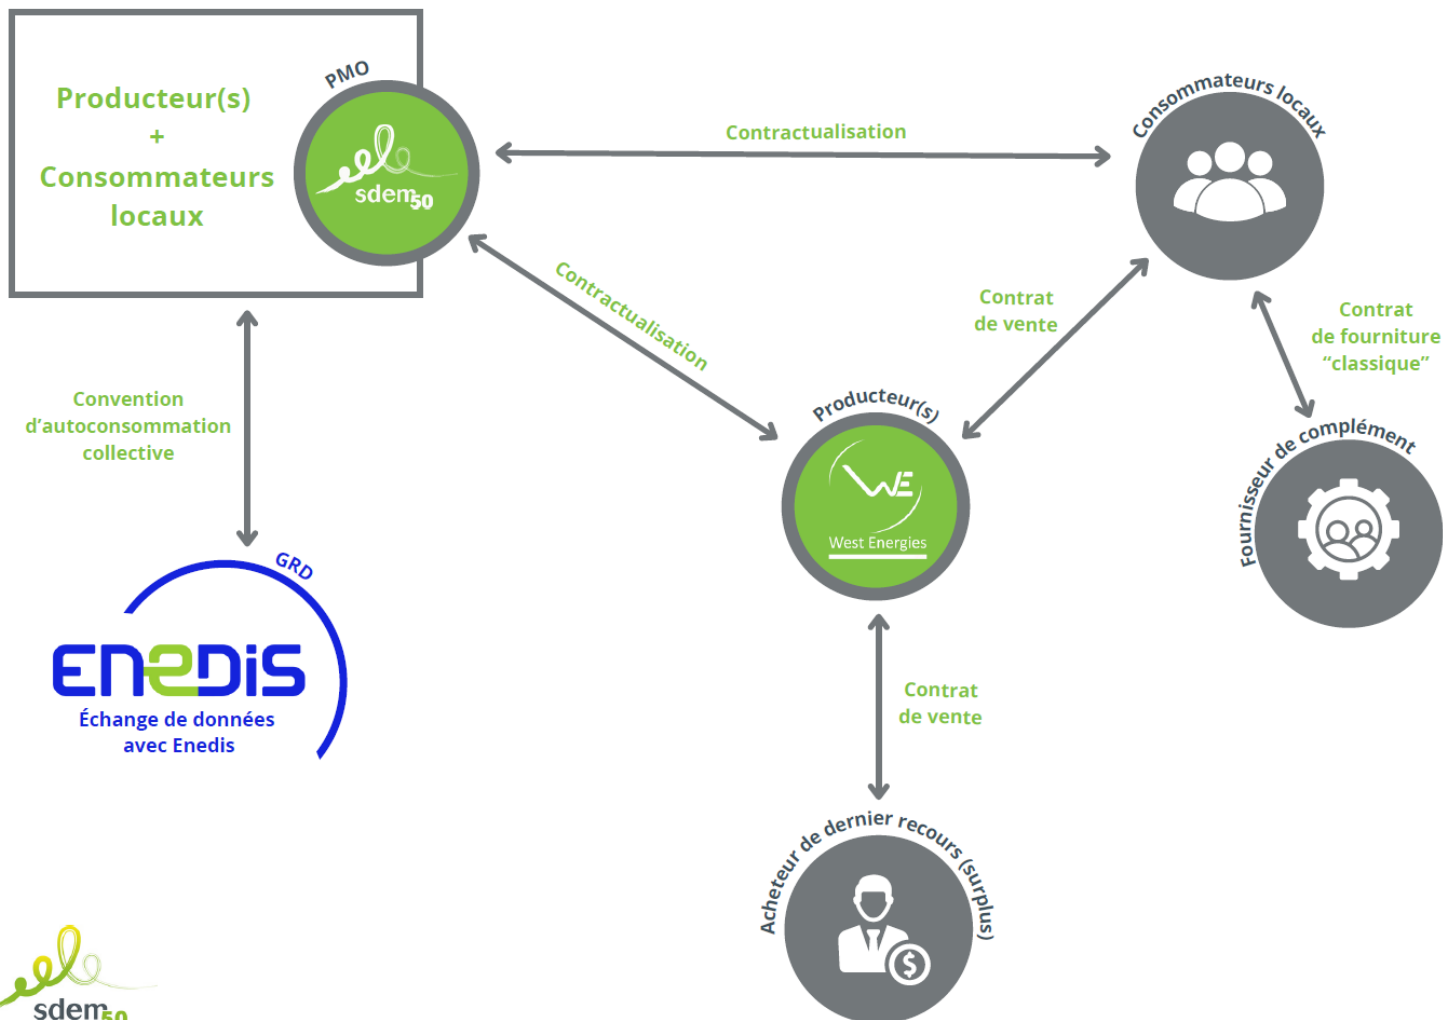 PMO
Producteur(s)
+
Consommateurs
locaux
sdem50
Contractualisation
Consommateurs locaux
Contractualisation
Contrat
de vente
Contrat
de fourniture
“classique”
Convention
d’autoconsommation
collective
Producteur(s)
WE
West Energies
Fournisseur de complément
GRD
ENEDIS
Échange de données
avec Enedis
Contrat
de vente
Acheteur de dernier recours (surplus)
$
sdem50